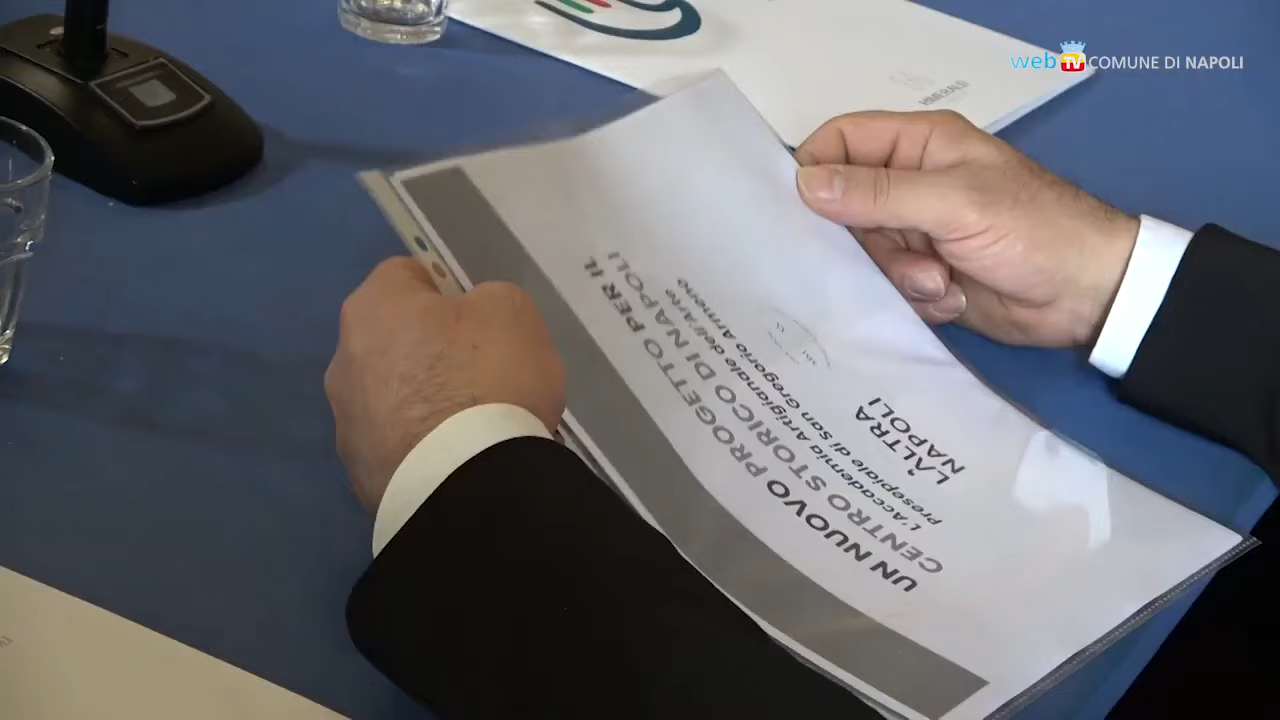 web TV COMUNE DI NAPOLI
HIMERALD
UN NUOVO PROGETTO PER IL
CENTRO STORICO DI NAPOLI
L'Accademia Artigianale dell'Arte
Presepiale di San Gregorio Armeno
L'ALTRA
NAPOLI